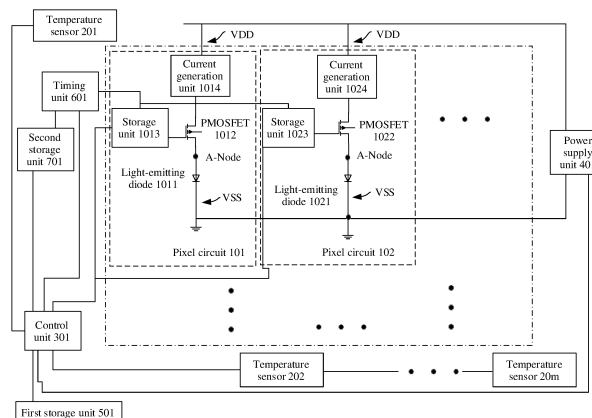 Temperature
sensor 201
VDD
VDD
Current
generation
unit 1014
Current
generation
unit 1024
Timing
unit 601
Storage
unit 1013
PMOSFET
1012
Storage
unit 1023
PMOSFET
1022
Second
storage
unit 701
Power
supply
unit 40
A-Node
A-Node
Light-emitting
diode 1011
Light-emitting
diode 1021
VSS
VSS
Pixel circuit 101
Pixel circuit 102
Control
unit 301
Temperature
sensor 202
Temperature
sensor 20m
First storage unit 501